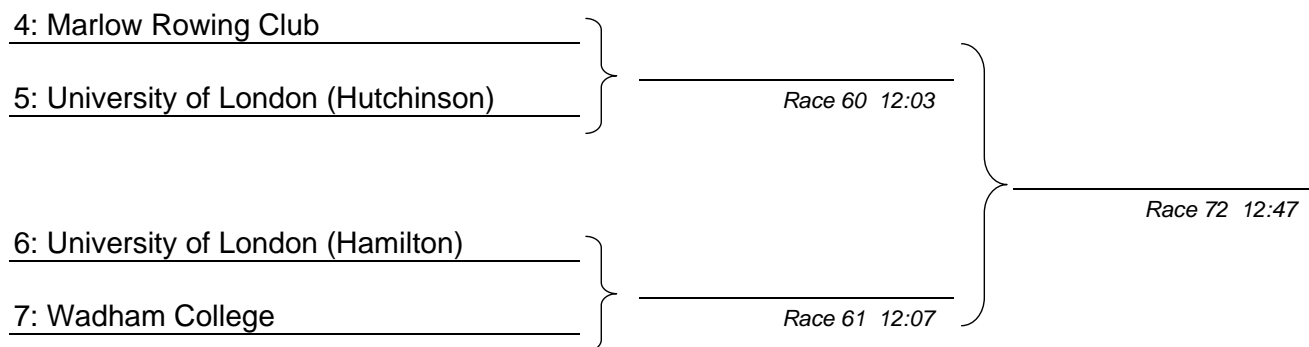 4: Marlow Rowing Club
5: University of London (Hutchinson)
Race 60 12:03
Race 72 12:47
6: University of London (Hamilton)
7: Wadham College
Race 61 12:07